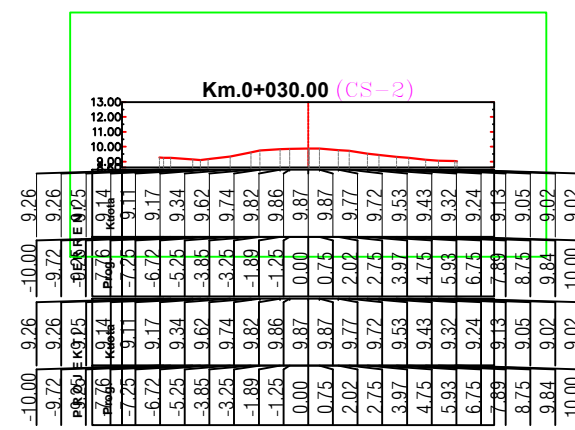 Km.0+030.00 (CS-2)
13.00
12.00
11.00
10.00
9.00
TERRENI
Kuota
9.26 9.26 9.25 9.14 9.11 9.17 9.34 9.62 9.74 9.82 9.86 9.87 9.87 9.77 9.72 9.53 9.43 9.32 9.24 9.13 9.05 9.02 9.02
Prog.
-10.00 -9.72 -9.25 -7.76 -7.25 -6.72 -5.25 -3.85 -3.25 -1.89 -1.25 0.00 0.75 2.02 2.75 3.97 4.75 5.93 6.75 7.89 8.75 9.84 10.00
PROJEKTI
Kuota
9.26 9.26 9.25 9.14 9.11 9.17 9.34 9.62 9.74 9.82 9.86 9.87 9.87 9.77 9.72 9.53 9.43 9.32 9.24 9.13 9.05 9.02 9.02
Prog.
-10.00 -9.72 -9.25 -7.76 -7.25 -6.72 -5.25 -3.85 -3.25 -1.89 -1.25 0.00 0.75 2.02 2.75 3.97 4.75 5.93 6.75 7.89 8.75 9.84 10.00